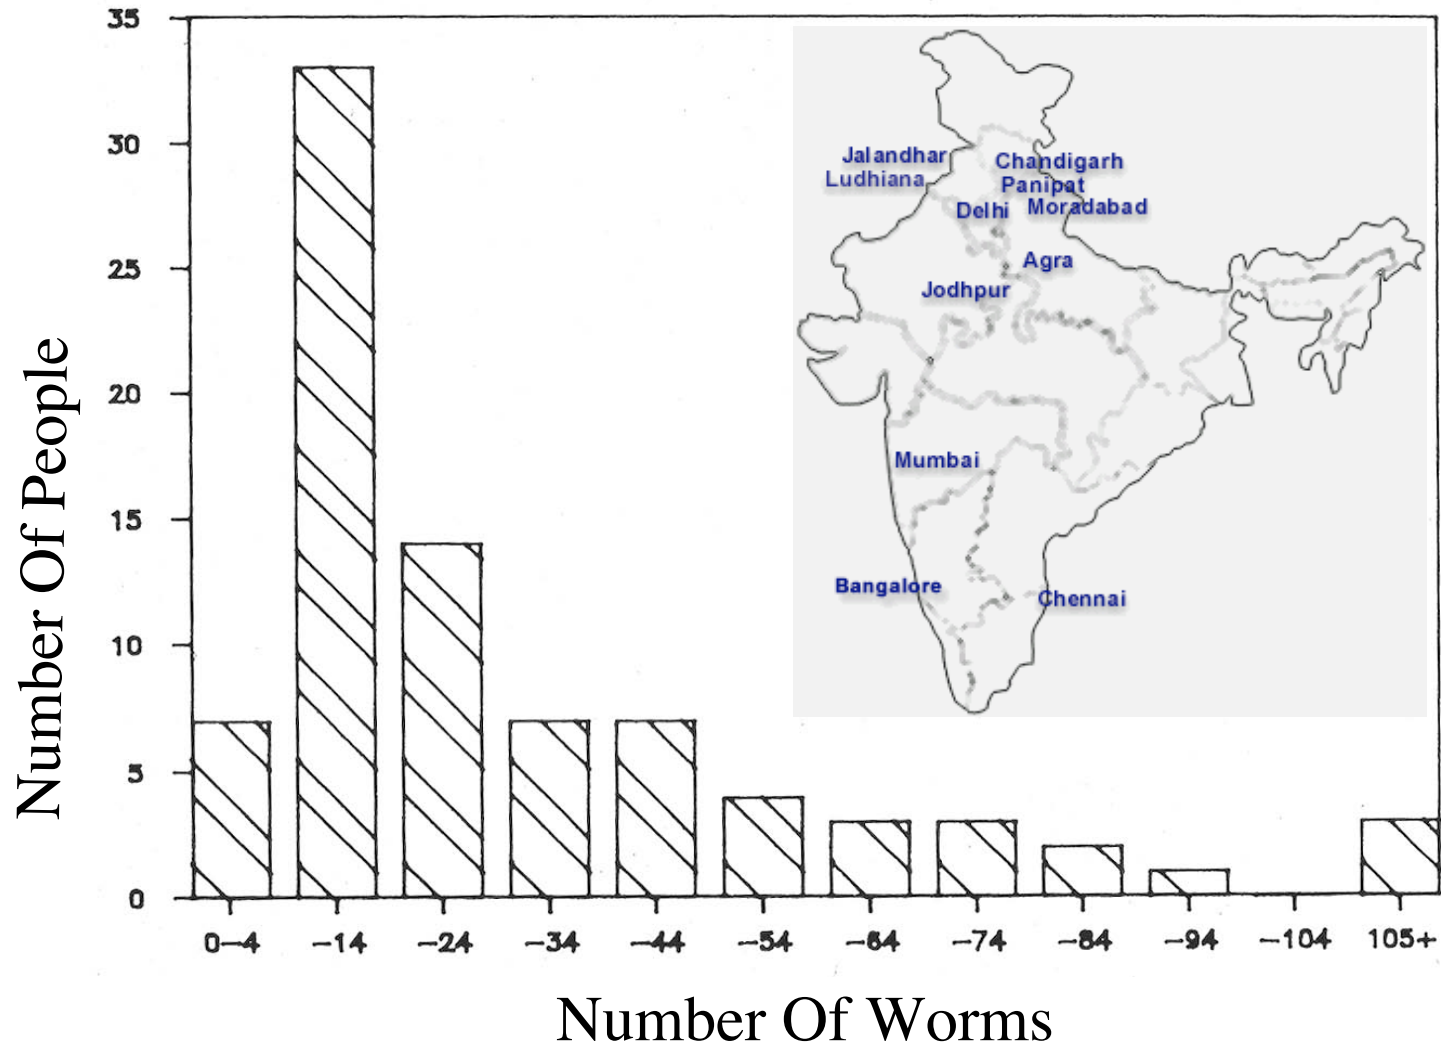 Number Of People
35
30
25
20
15
10
5
0
0-4
-14
-24
-34
-44
-54
-64
-74
-84
-94
-104
105+
Number Of Worms
Jalandhar
Chandigarh
Ludhiana
Panipat
Delhi
Moradabad
Agra
Jodhpur
Mumbai
Bangalore
Chennai